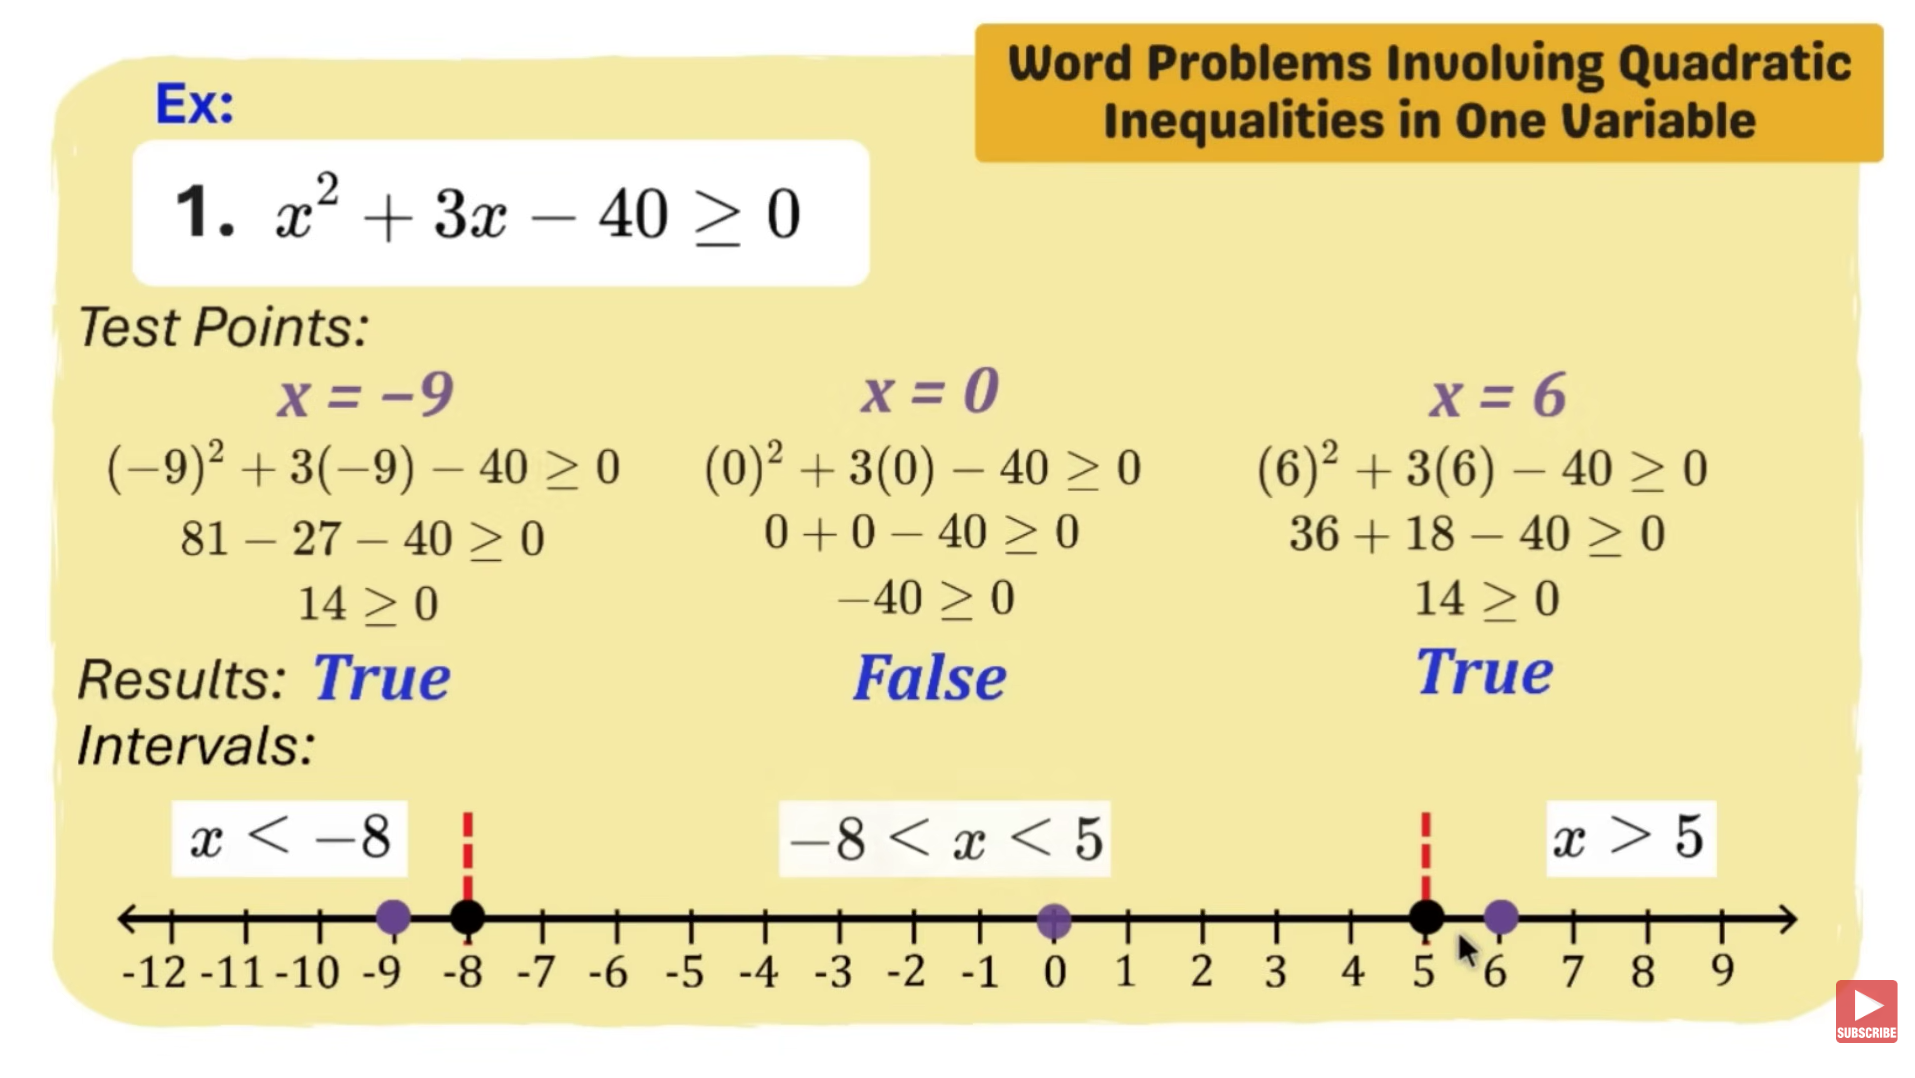 Word Problems Involving Quadratic
Inequalities in One Variable
Ex:
1. x² + 3x − 40 ≥ 0
Test Points:
x = −9 x = 0 x = 6
(−9)² + 3(−9) − 40 ≥ 0 (0)² + 3(0) − 40 ≥ 0 (6)² + 3(6) − 40 ≥ 0
81 − 27 − 40 ≥ 0 0 + 0 − 40 ≥ 0 36 + 18 − 40 ≥ 0
14 ≥ 0 −40 ≥ 0 14 ≥ 0
Results: True False True
Intervals:
x < −8 −8 < x < 5 x > 5
-12 -11 -10 -9 -8 -7 -6 -5 -4 -3 -2 -1 0 1 2 3 4 5 6 7 8 9
SUBSCRIBE